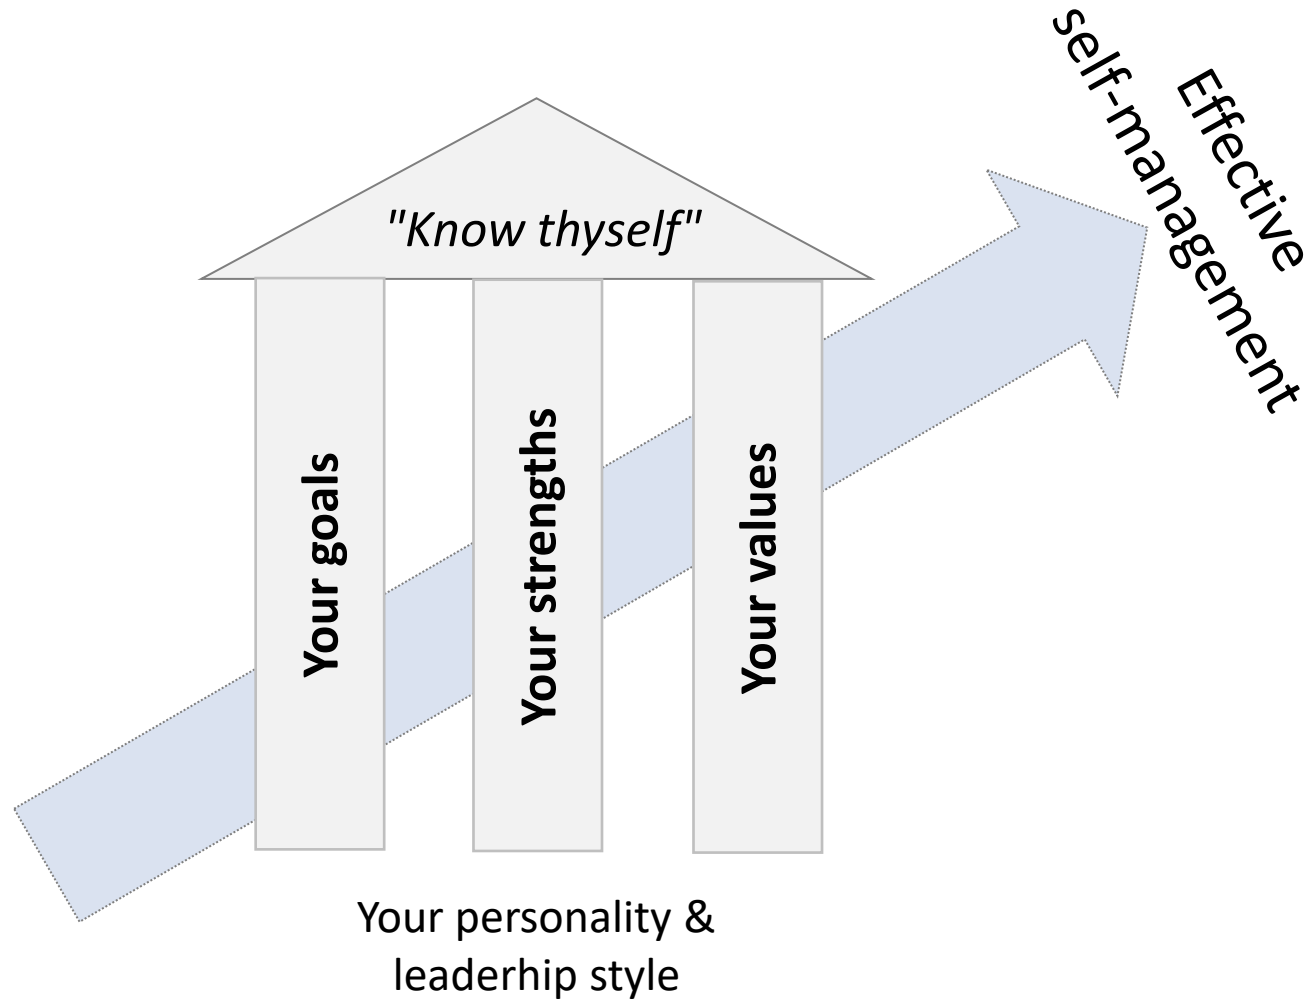 Effective
self-management
"Know thyself"
Your goals
Your strengths
Your values
Your personality &
leaderhip style